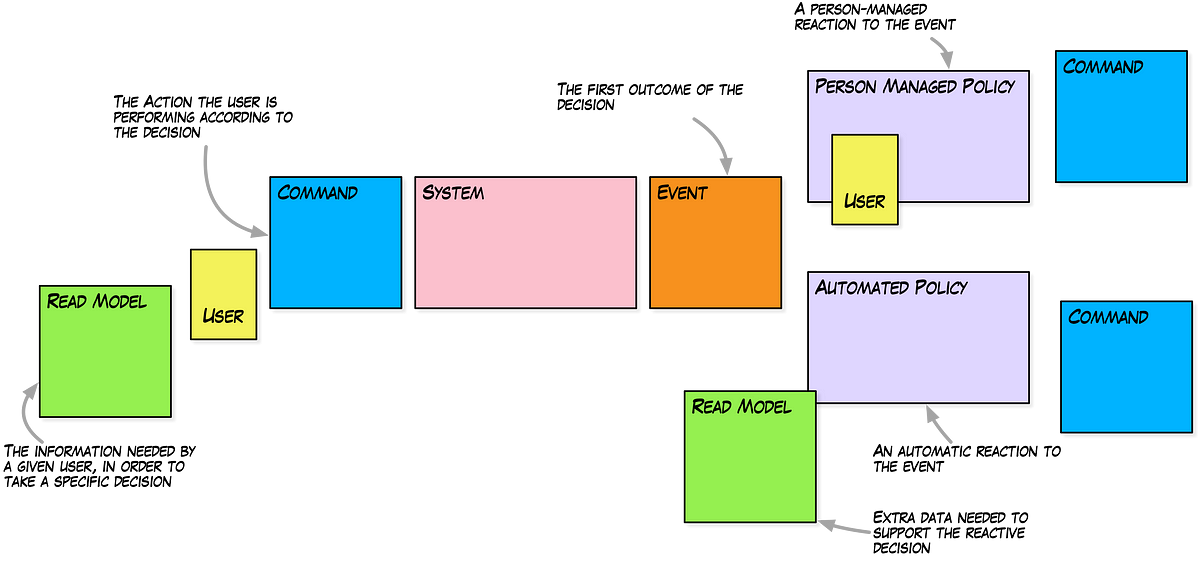 A person-managed
reaction to the event
Person Managed Policy
User
Command
The first outcome of the
decision
The Action the user is
performing according to
the decision
Command
System
Event
User
Read Model
The information needed by
a given user, in order to
take a specific decision
Automated Policy
Command
Read Model
An automatic reaction to
the event
Extra data needed to
support the reactive
decision